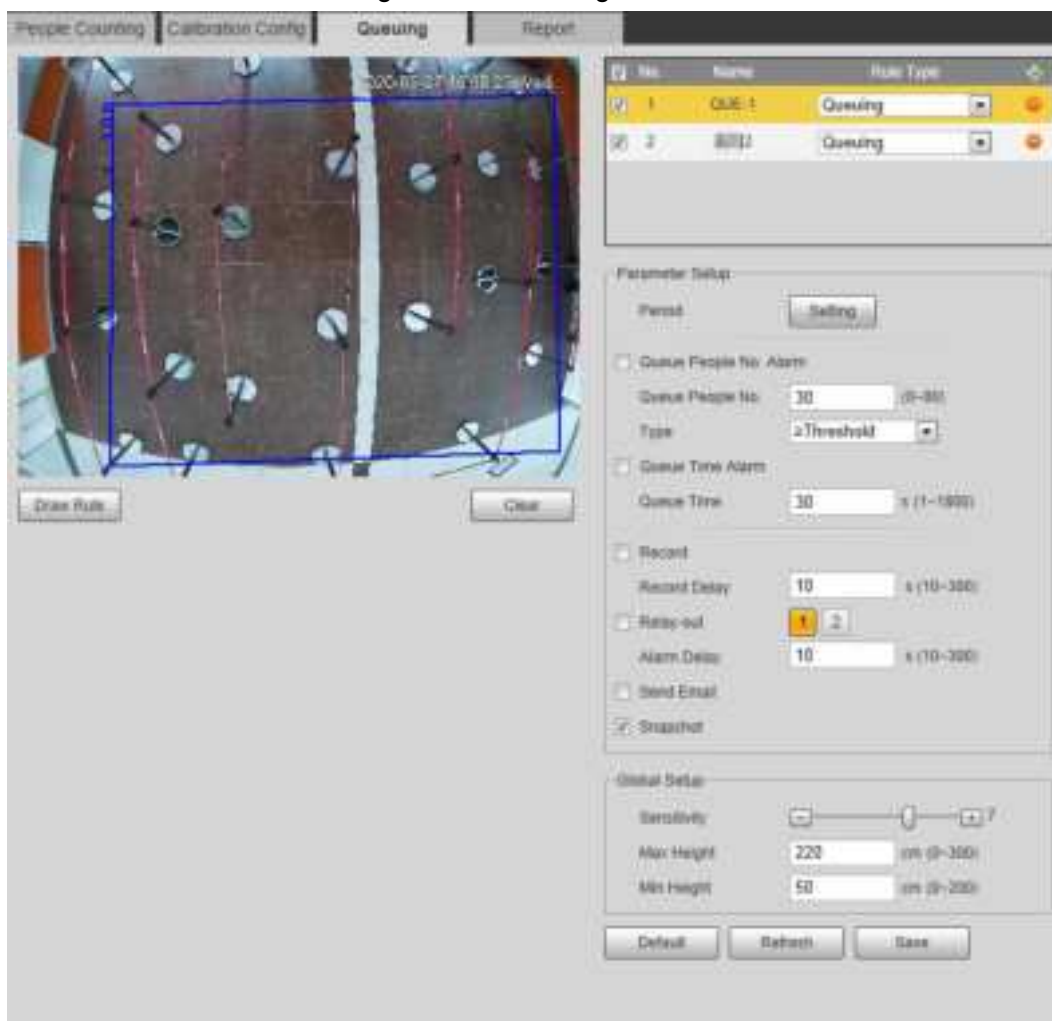 People Counting Calibration Config Queuing Report
No. Name Rule Type
1 QUE-1 Queuing
2 Queuing
Parameter Setup
Period Setting
Queue People No. Alarm
Queue People No. 30
Type ≥Threshold
Queue Time Alarm
Queue Time 30 s (1~1800)
Record
Record Delay 10 s (10~300)
Relay-out 1 2
Alarm Delay 10 s (10~300)
Send Email
Snapshot
Draw Rule Clear
Global Setup
Sensitivity - + 7
Max Height 220 cm (0~300)
Min Height 50 cm (0~200)
Default Refresh Save